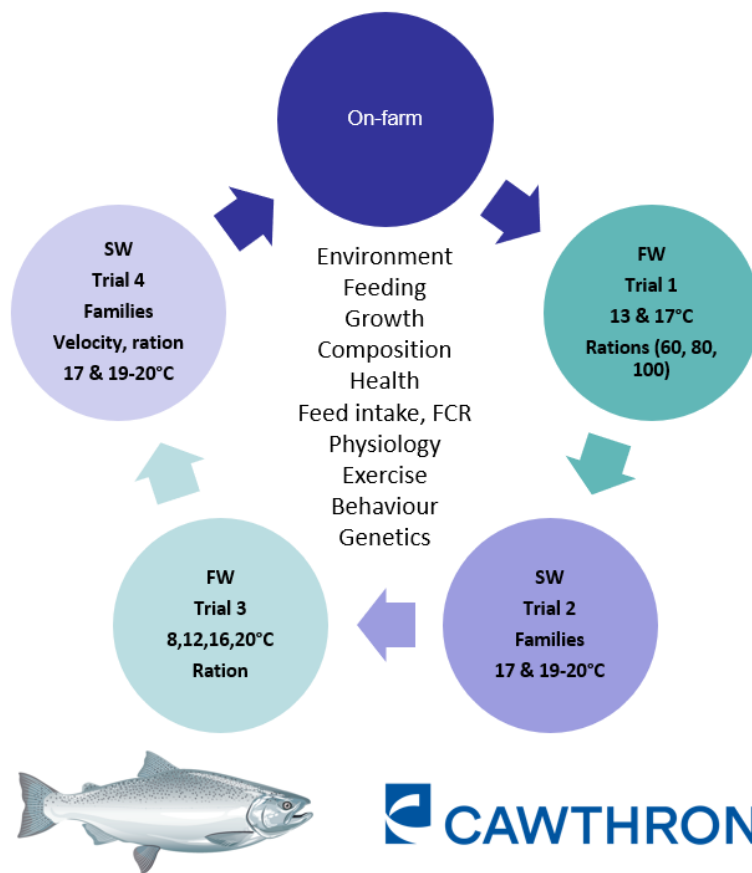 On-farm
FW
Trial 1
13 & 17°C
Rations (60, 80,
100)
SW
Trial 2
Families
17 & 19-20°C
FW
Trial 3
8,12,16,20°C
Ration
SW
Trial 4
Families
Velocity, ration
17 & 19-20°C
Environment
Feeding
Growth
Composition
Health
Feed intake, FCR
Physiology
Exercise
Behaviour
Genetics
CAWTHRON